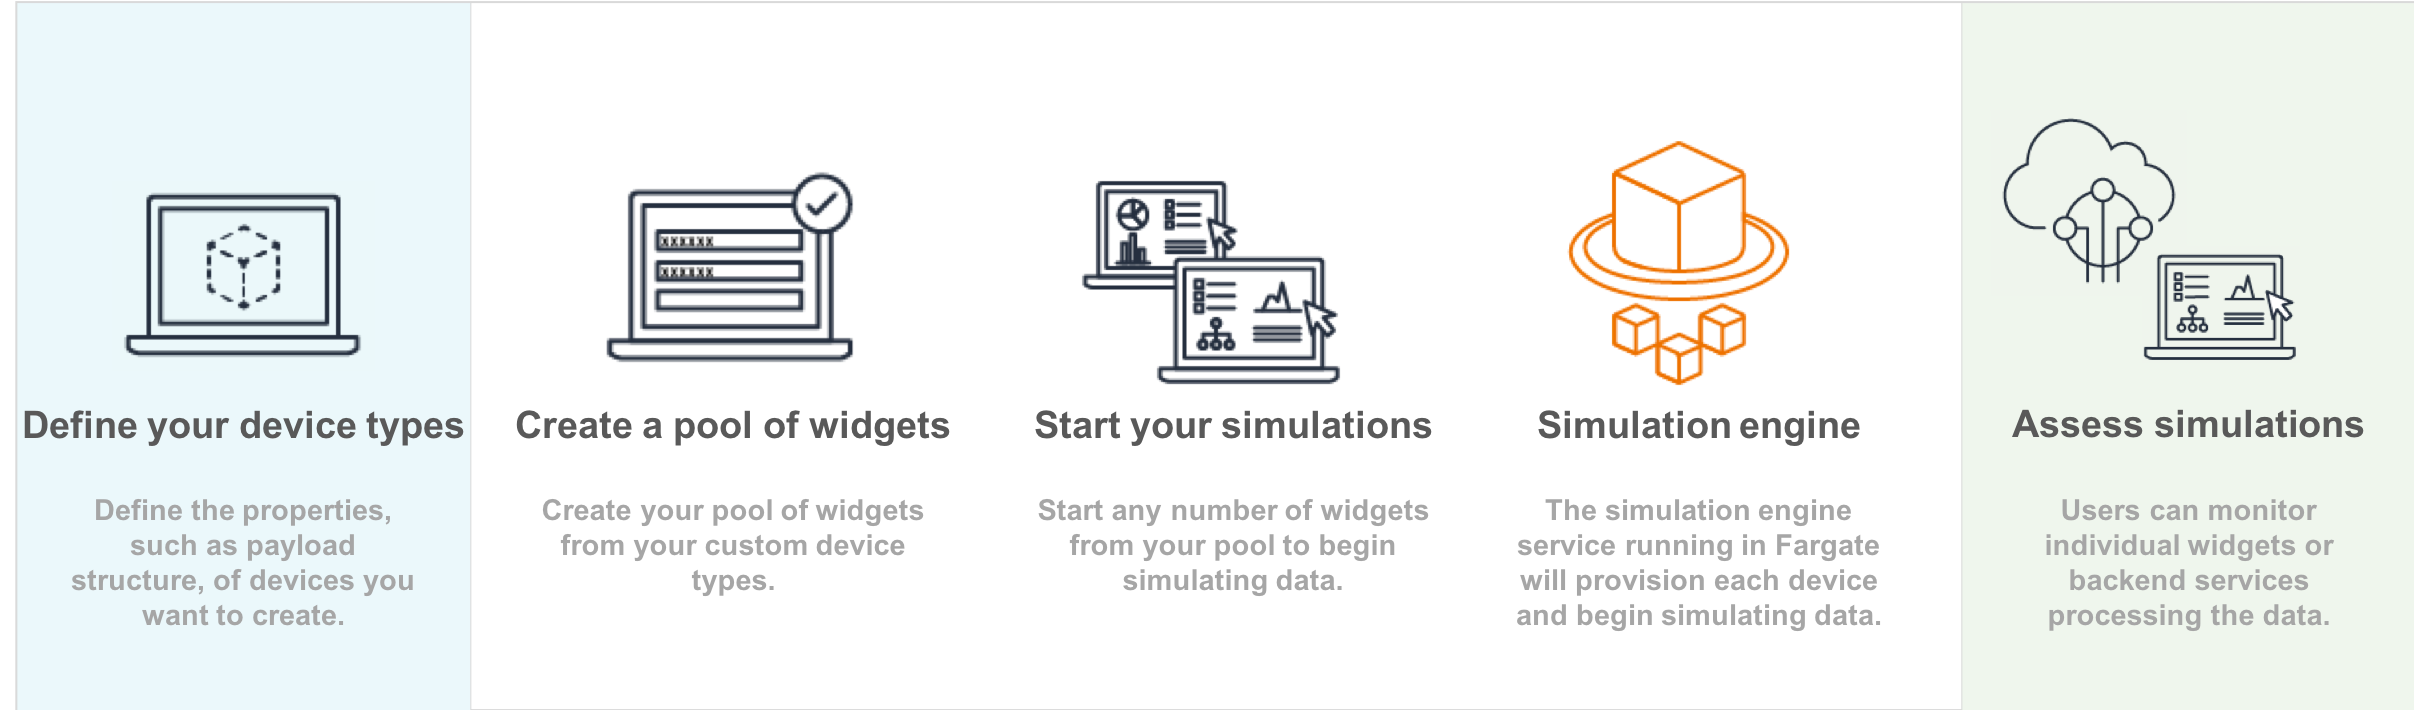 xxxxxx
xxxxxx
Define your device types
Define the properties,
such as payload
structure, of devices you
want to create.
Create a pool of widgets
Create your pool of widgets
from your custom device
types.
Start your simulations
Start any number of widgets
from your pool to begin
simulating data.
Simulation engine
The simulation engine
service running in Fargate
will provision each device
and begin simulating data.
Assess simulations
Users can monitor
individual widgets or
backend services
processing the data.